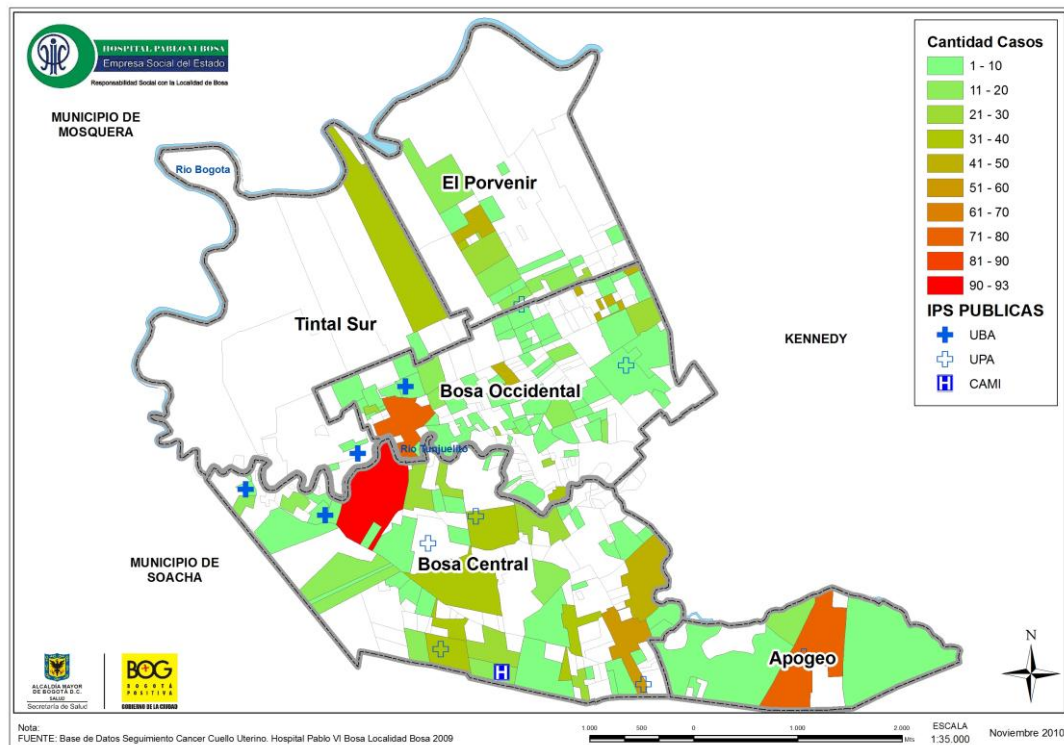 HOSPITAL PABLO VI BOSA
Empresa Social del Estado
Responsabilidad Social con la Localidad de Bosa
MUNICIPIO DE
MOSQUERA
Rio Bogota
El Porvenir
Tintal Sur
Bosa Occidental
Rio Tunjuelito
KENNEDY
MUNICIPIO DE
SOACHA
Bosa Central
Apogeo
Cantidad Casos
1 - 10
11 - 20
21 - 30
31 - 40
41 - 50
51 - 60
61 - 70
71 - 80
81 - 90
90 - 93
IPS PUBLICAS
UBA
UPA
H CAMI
H
N
ALCALDÍA MAYOR
DE BOGOTÁ D.C.
SALUD
Secretaría de Salud
BOG
BOGOTÁ
POSITIVA
GOBIERNO DE LA CIUDAD
Nota:
FUENTE: Base de Datos Seguimiento Cancer Cuello Uterino. Hospital Pablo VI Bosa Localidad Bosa 2009
1.000 500 0 1.000 2.000
Mts
ESCALA
1:35.000
Noviembre